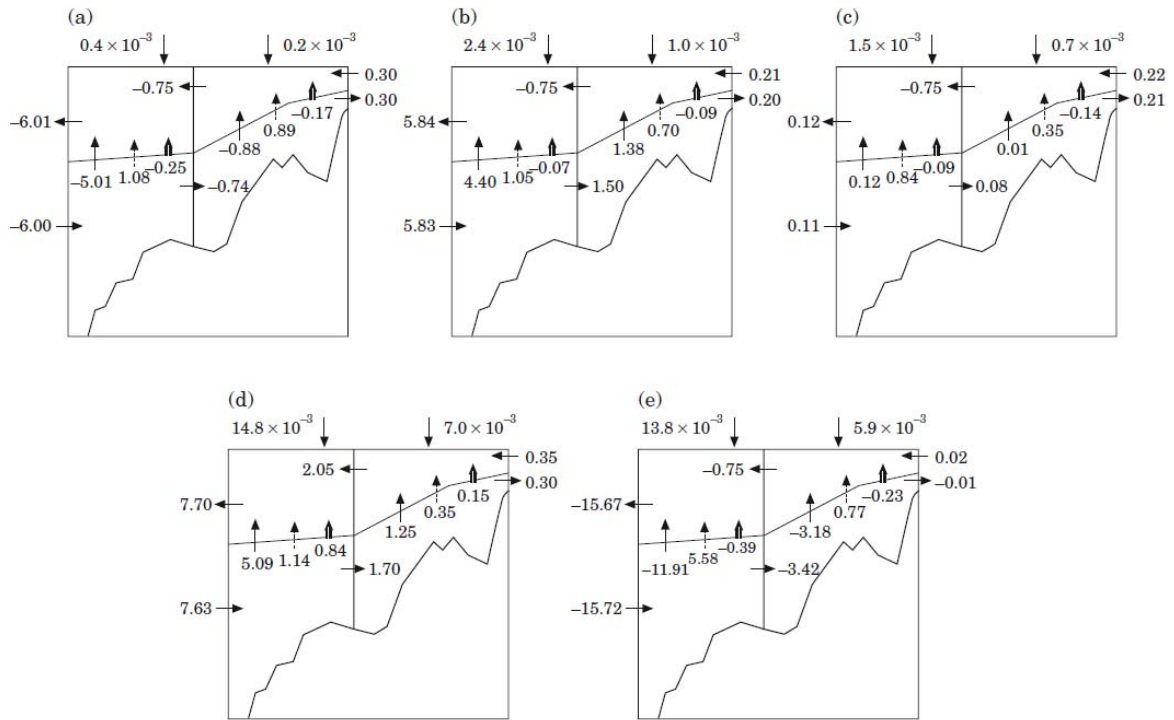 (a) (b) (c)
0.4 × 10⁻³ 0.2 × 10⁻³ 2.4 × 10⁻³ 1.0 × 10⁻³ 1.5 × 10⁻³ 0.7 × 10⁻³
−0.75 0.30 −0.75 0.21 −0.75 0.22
−0.17 0.30 −0.09 0.20 −0.14 0.21
−6.01 0.89 5.84 0.70 0.12 0.35
−0.25 −0.88 −0.07 1.38 −0.09 0.01
−5.01 1.08 −0.74 4.40 1.05 1.50 0.12 0.84 0.08
−6.00 5.83 0.11
(d) (e)
14.8 × 10⁻³ 7.0 × 10⁻³ 13.8 × 10⁻³ 5.9 × 10⁻³
2.05 0.35 −0.75 0.02
0.15 0.30 −0.23 −0.01
7.70 0.35 −15.67 0.77
0.84 1.25 −0.39 −3.18
5.09 1.14 1.70 −11.91 5.58 −3.42
7.63 −15.72